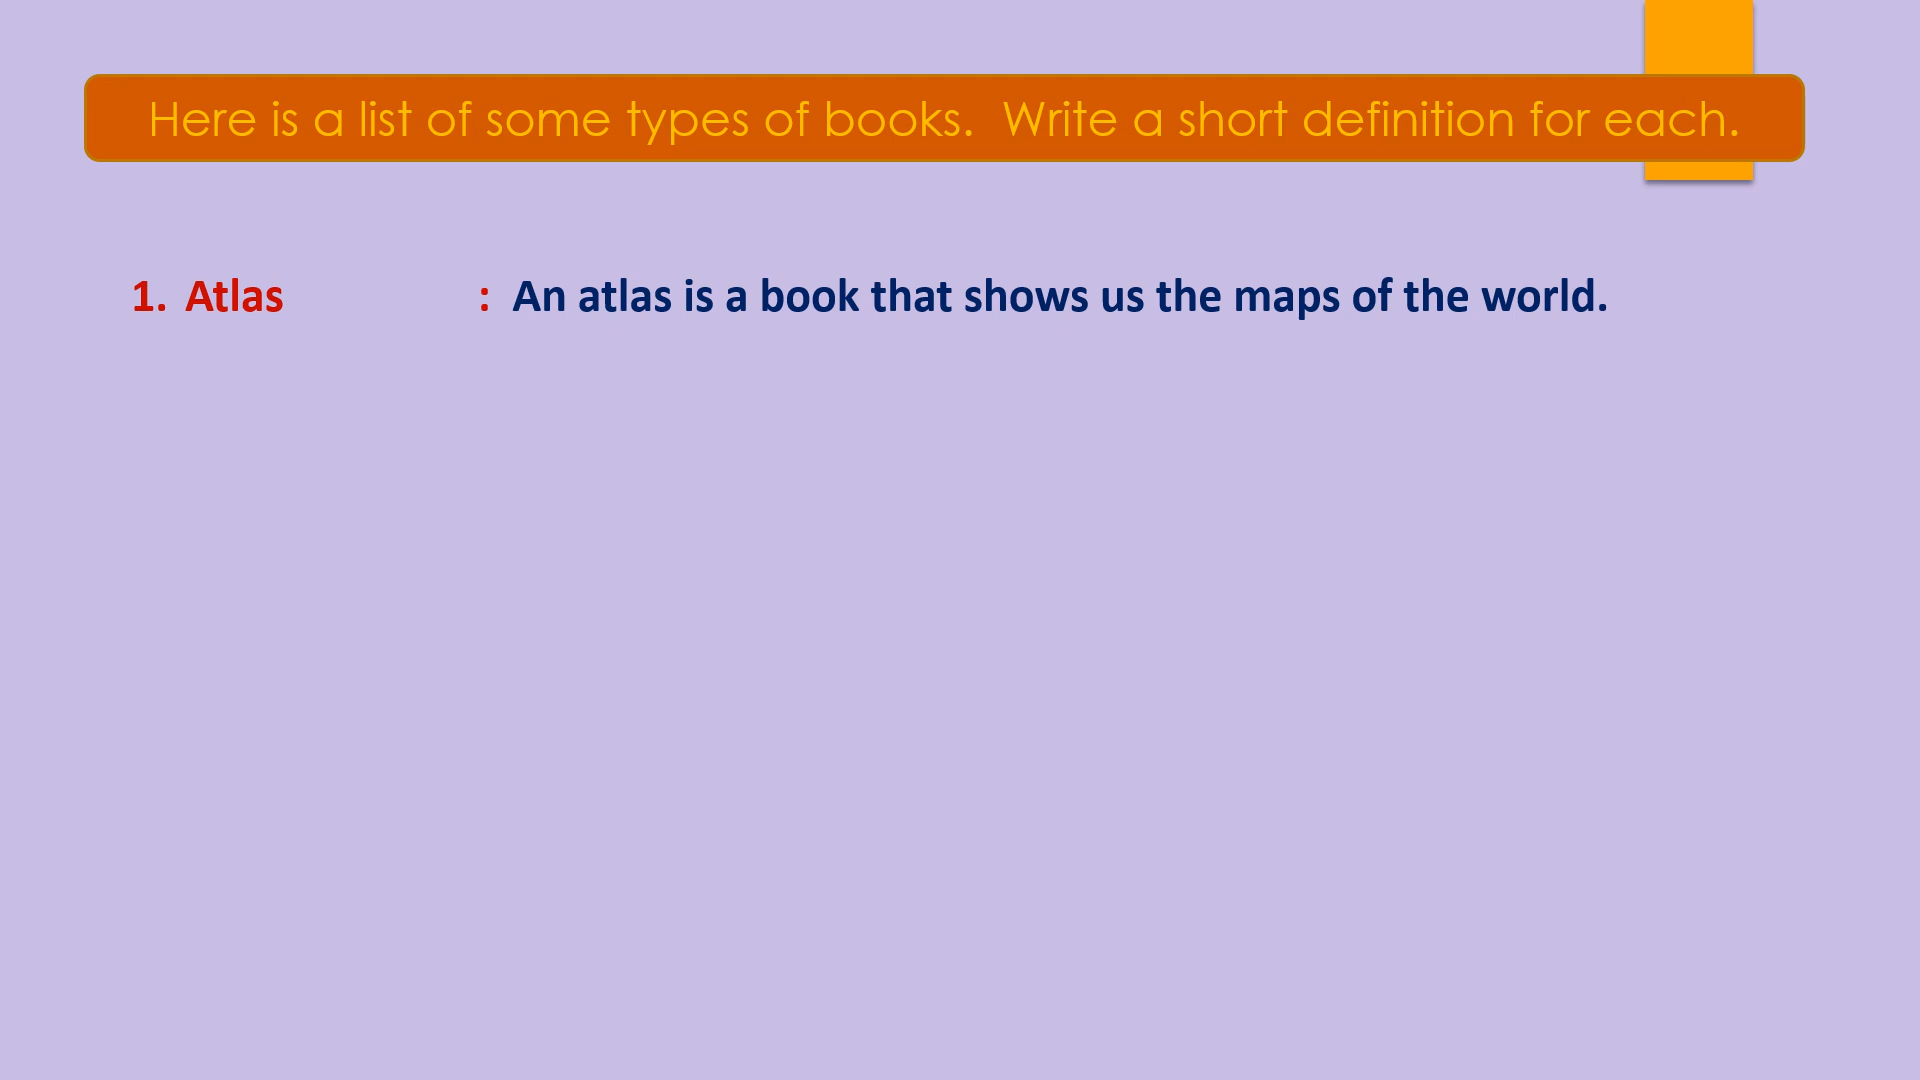 Here is a list of some types of books.  Write a short definition for each.
1. Atlas : An atlas is a book that shows us the maps of the world.